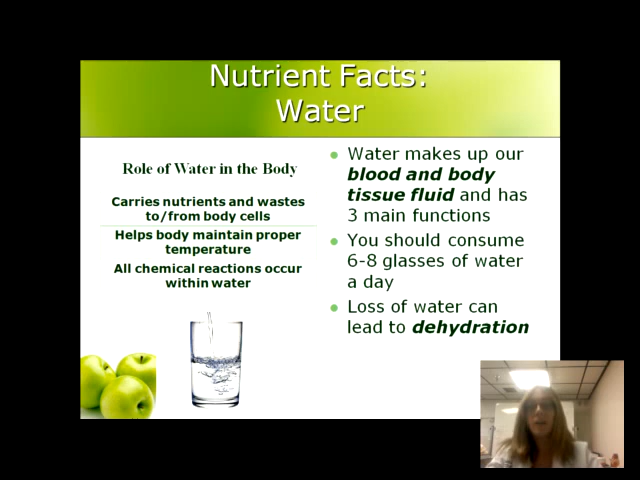 Nutrient Facts:
Water
Role of Water in the Body
Carries nutrients and wastes
to/from body cells
Helps body maintain proper
temperature
All chemical reactions occur
within water
Water makes up our
blood and body
tissue fluid and has
3 main functions
You should consume
6-8 glasses of water
a day
Loss of water can
lead to dehydration